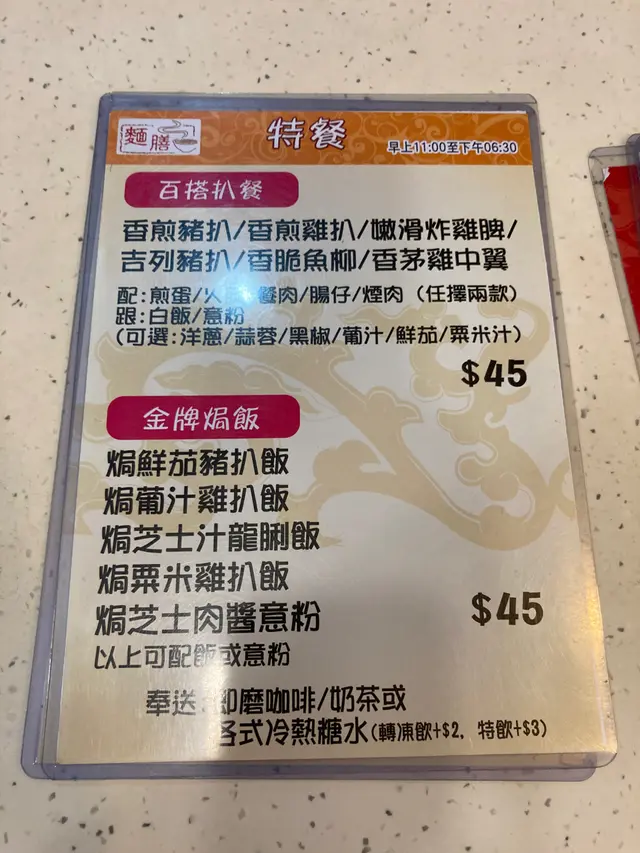 麵膳
特餐
早上11:00至下午06:30
百搭扒餐
香煎豬扒/香煎雞扒/嫩滑炸雞脾/
吉列豬扒/香脆魚柳/香茅雞中翼
配:煎蛋/火腿/餐肉/腸仔/煙肉 (任擇兩款)
跟:白飯/意粉
(可選:洋蔥/蒜蓉/黑椒/葡汁/鮮茄/粟米汁)
$45
金牌焗飯
焗鮮茄豬扒飯
焗葡汁雞扒飯
焗芝士汁龍脷飯
焗粟米雞扒飯
焗芝士肉醬意粉
$45
以上可配飯或意粉
奉送:即磨咖啡/奶茶或
各式冷熱糖水(轉凍飲+$2, 特飲+$3)